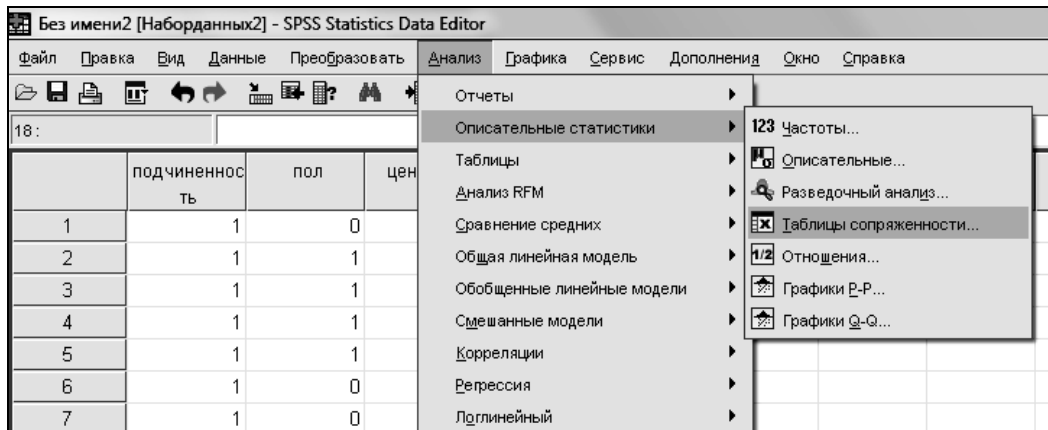 Без имени2 [Наборданных2] - SPSS Statistics Data Editor
Файл Правка Вид Данные Преобразовать Анализ Графика Сервис Дополнения Окно Справка
18 :
Отчеты
Описательные статистики
Таблицы
Анализ RFM
Сравнение средних
Общая линейная модель
Обобщенные линейные модели
Смешанные модели
Корреляции
Регрессия
Логлинейный
123 Частоты...
Описательные...
Разведочный анализ...
Таблицы сопряженности...
1/2 Отношения...
Графики P-P...
Графики Q-Q...
подчиненнос
ть
пол
цен
1 1 0
2 1 1
3 1 1
4 1 1
5 1 1
6 1 0
7 1 0